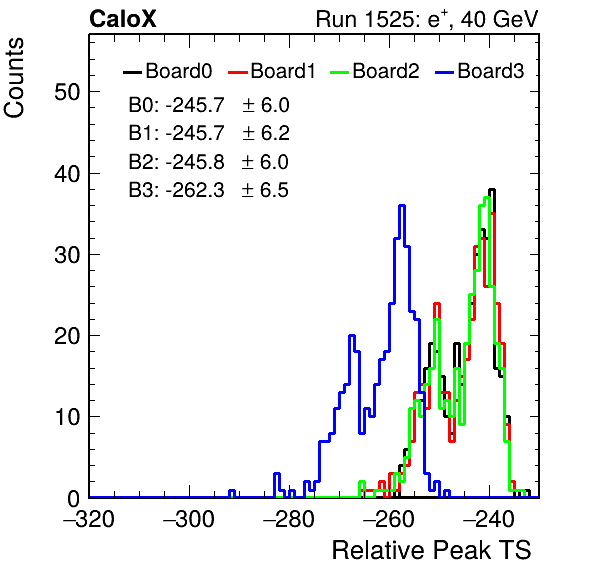 CaloX Run 1525: e⁺, 40 GeV
Counts
Board0 Board1 Board2 Board3
B0: -245.7 ± 6.0
B1: -245.7 ± 6.2
B2: -245.8 ± 6.0
B3: -262.3 ± 6.5
50
40
30
20
10
0
−320 −300 −280 −260 −240
Relative Peak TS